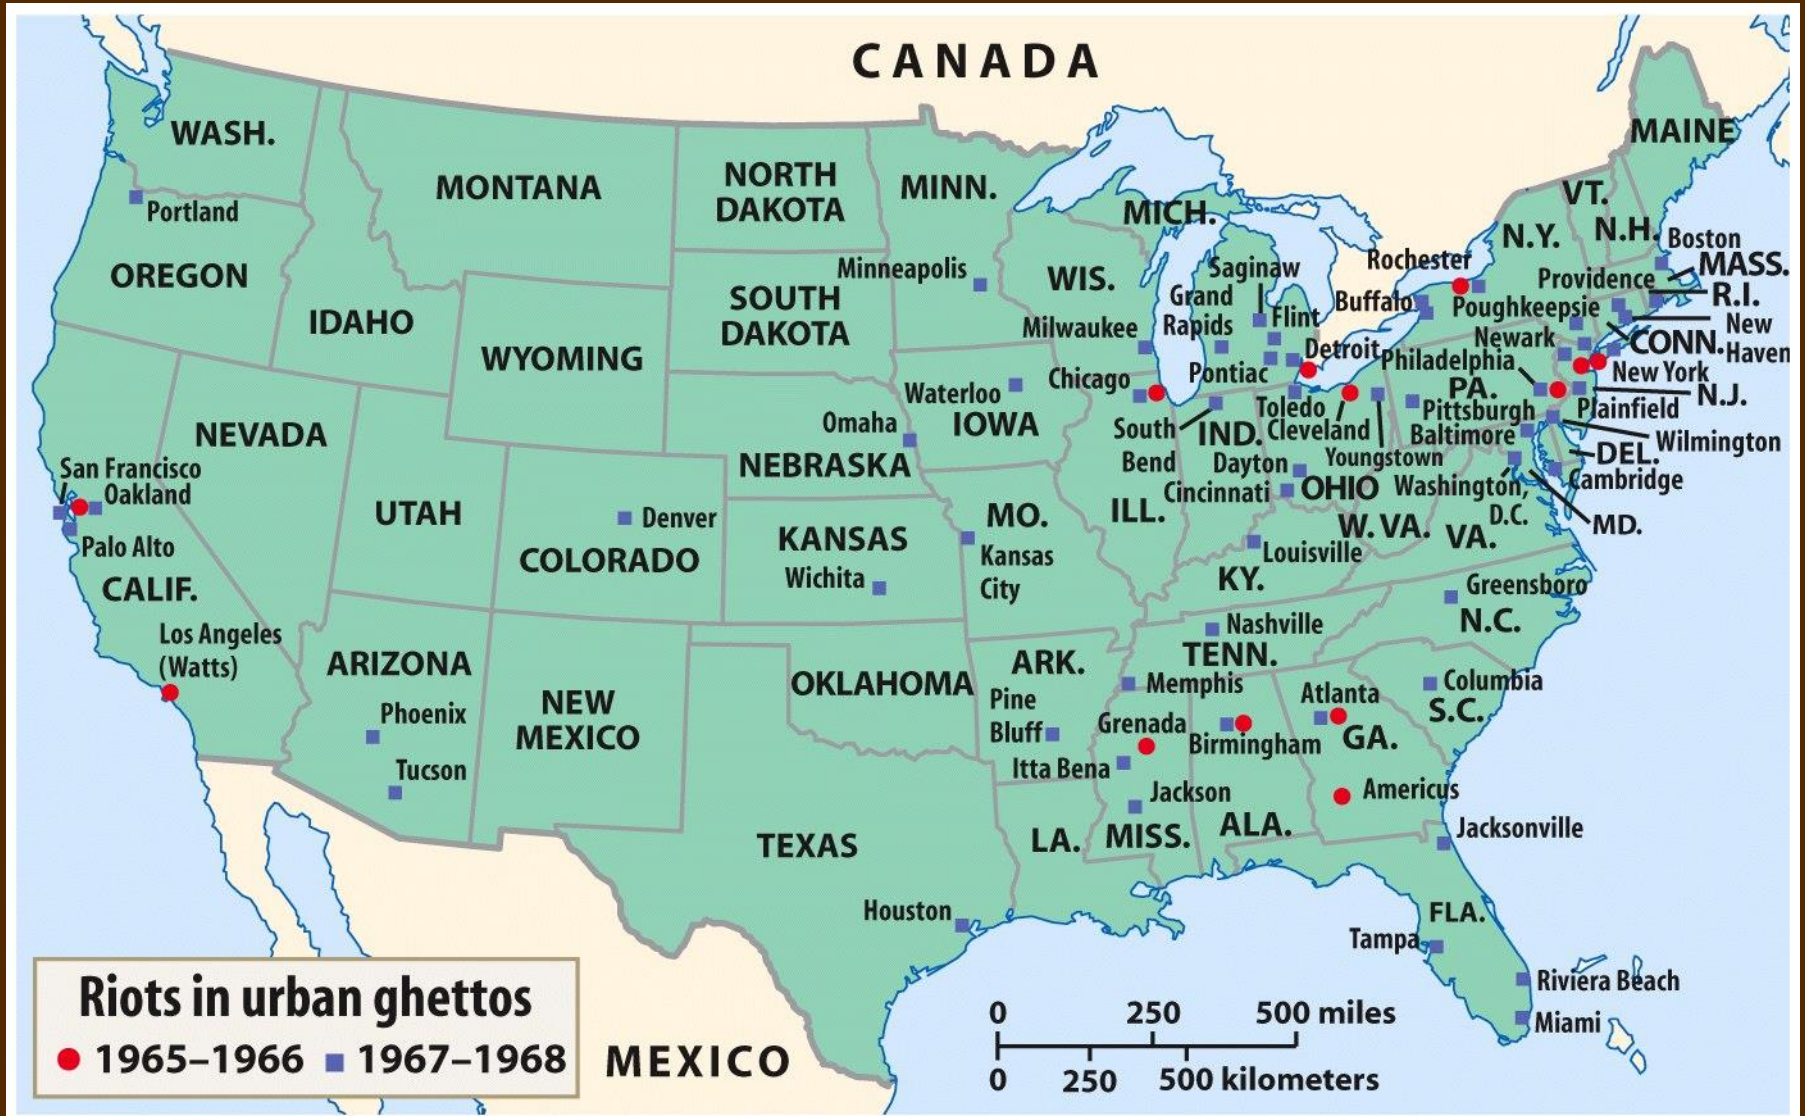 CANADA
WASH.
Portland
OREGON
MONTANA
IDAHO
WYOMING
NORTH
DAKOTA
SOUTH
DAKOTA
MINN.
Minneapolis
WIS.
Milwaukee
MICH.
Saginaw
Grand
Rapids
Flint
Pontiac
Detroit
MAINE
VT.
N.H.
N.Y.
Boston
MASS.
Rochester
Providence
R.I.
Buffalo
Poughkeepsie
New
Haven
CONN.
Newark
Philadelphia
New York
PA.
N.J.
Pittsburgh
Plainfield
Baltimore
Wilmington
DEL.
Cambridge
Washington,
D.C.
MD.
Chicago
Waterloo
IOWA
Omaha
NEBRASKA
South
Bend
IND.
Toledo
Cleveland
Youngstown
Dayton
Cincinnati
OHIO
ILL.
W.VA.
VA.
NEVADA
San Francisco
Oakland
Palo Alto
CALIF.
UTAH
Denver
COLORADO
KANSAS
Wichita
MO.
Kansas
City
Louisville
KY.
Greensboro
N.C.
Nashville
TENN.
Memphis
Los Angeles
(Watts)
ARIZONA
Phoenix
Tucson
NEW
MEXICO
OKLAHOMA
ARK.
Pine
Bluff
Grenada
Itta Bena
Jackson
MISS.
Birmingham
ALA.
Atlanta
GA.
Americus
Columbia
S.C.
TEXAS
LA.
Houston
Jacksonville
FLA.
Tampa
Riviera Beach
Miami
MEXICO
Riots in urban ghettos
1965–1966 1967–1968
0 250 500 miles
0 250 500 kilometers